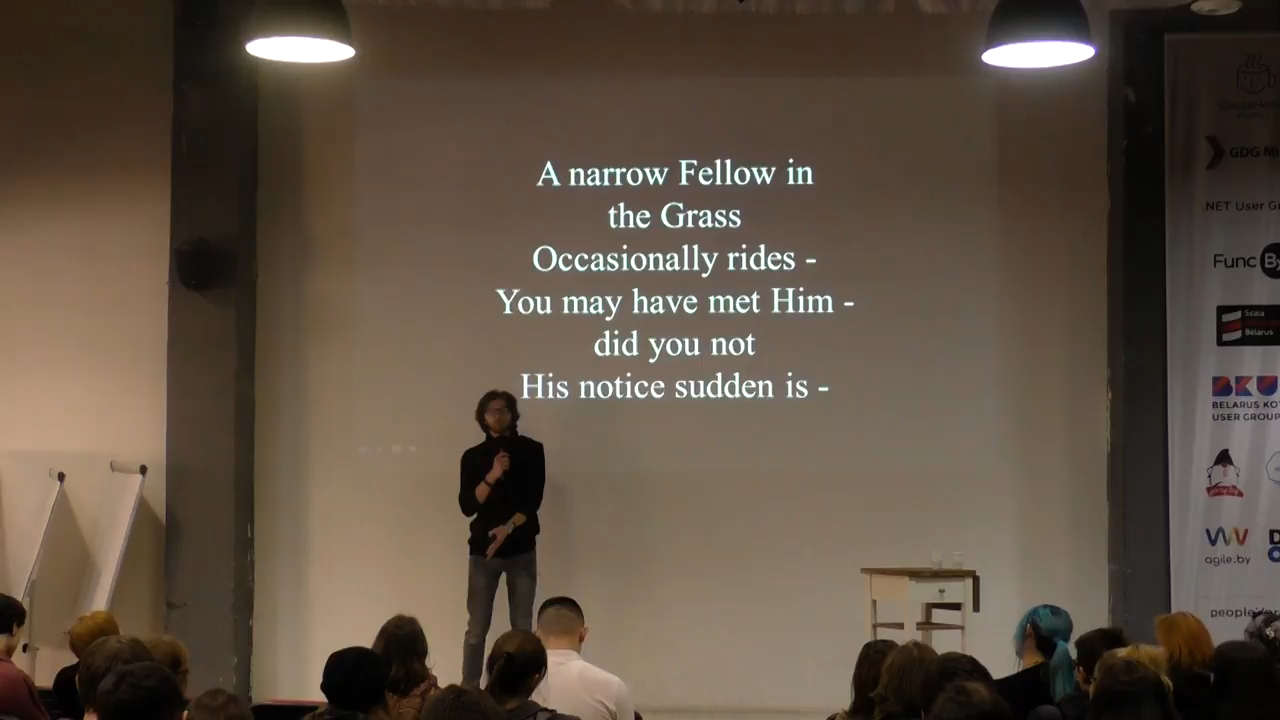 A narrow Fellow in
the Grass
Occasionally rides -
You may have met Him -
did you not
His notice sudden is -
GDG
.NET User
Func
Scala
Belarus
BKU
BELARUS
USER GROUP
agile.by